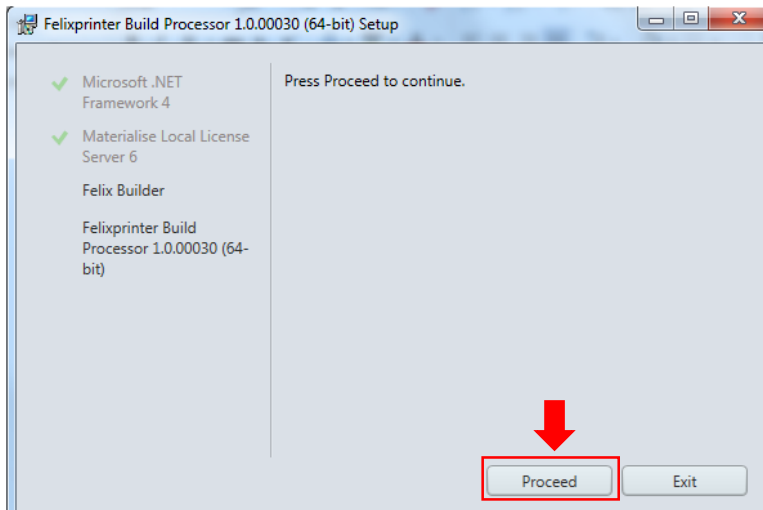 Felixprinter Build Processor 1.0.00030 (64-bit) Setup
Microsoft .NET
Framework 4
Materialise Local License
Server 6
Felix Builder
Felixprinter Build
Processor 1.0.00030 (64-
bit)
Press Proceed to continue.
Proceed
Exit